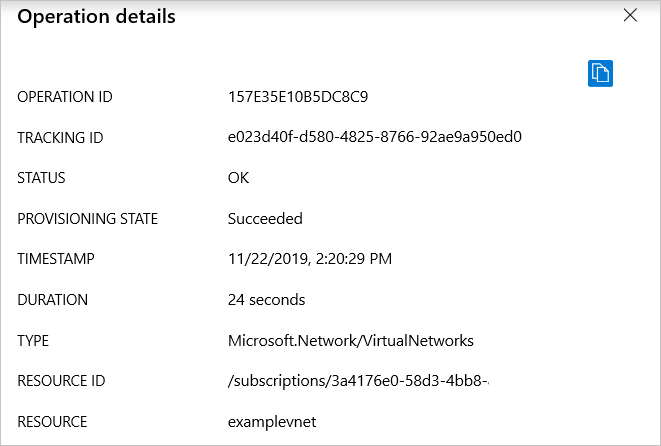 Operation details
OPERATION ID 157E35E10B5DC8C9
TRACKING ID e023d40f-d580-4825-8766-92ae9a950ed0
STATUS OK
PROVISIONING STATE Succeeded
TIMESTAMP 11/22/2019, 2:20:29 PM
DURATION 24 seconds
TYPE Microsoft.Network/VirtualNetworks
RESOURCE ID /subscriptions/3a4176e0-58d3-4bb8-
RESOURCE examplevnet